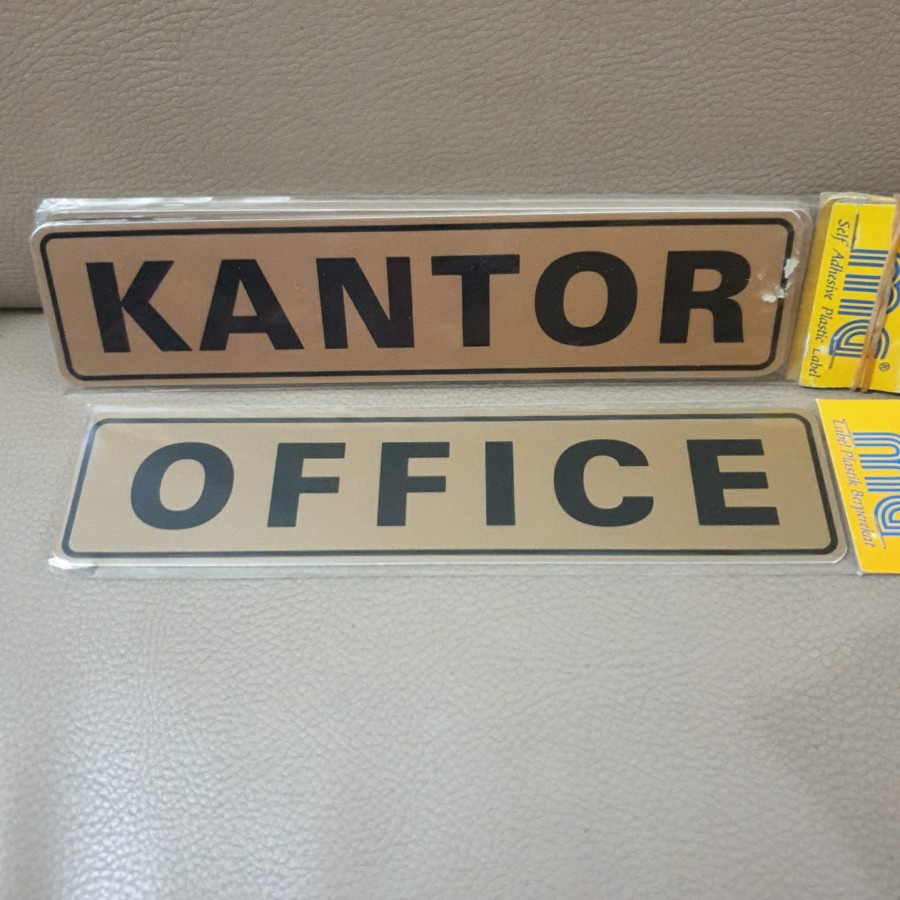 KANTOR
Self Adhesive Plastic Label
OFFICE
Label Plastik Berperekat